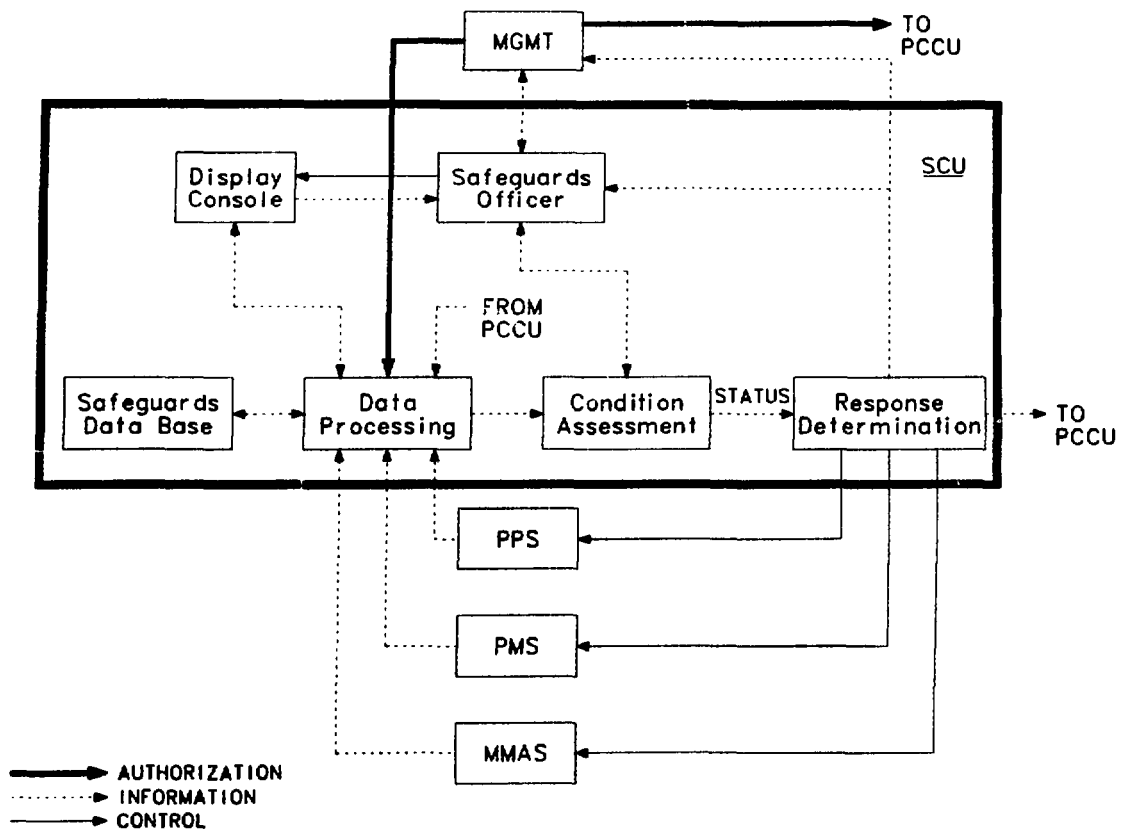 MGMT
TO
PCCU
SCU
Display
Console
Safeguards
Officer
FROM
PCCU
Safeguards
Data Base
Data
Processing
Condition
Assessment
STATUS
Response
Determination
TO
PCCU
PPS
PMS
MMAS
AUTHORIZATION
INFORMATION
CONTROL